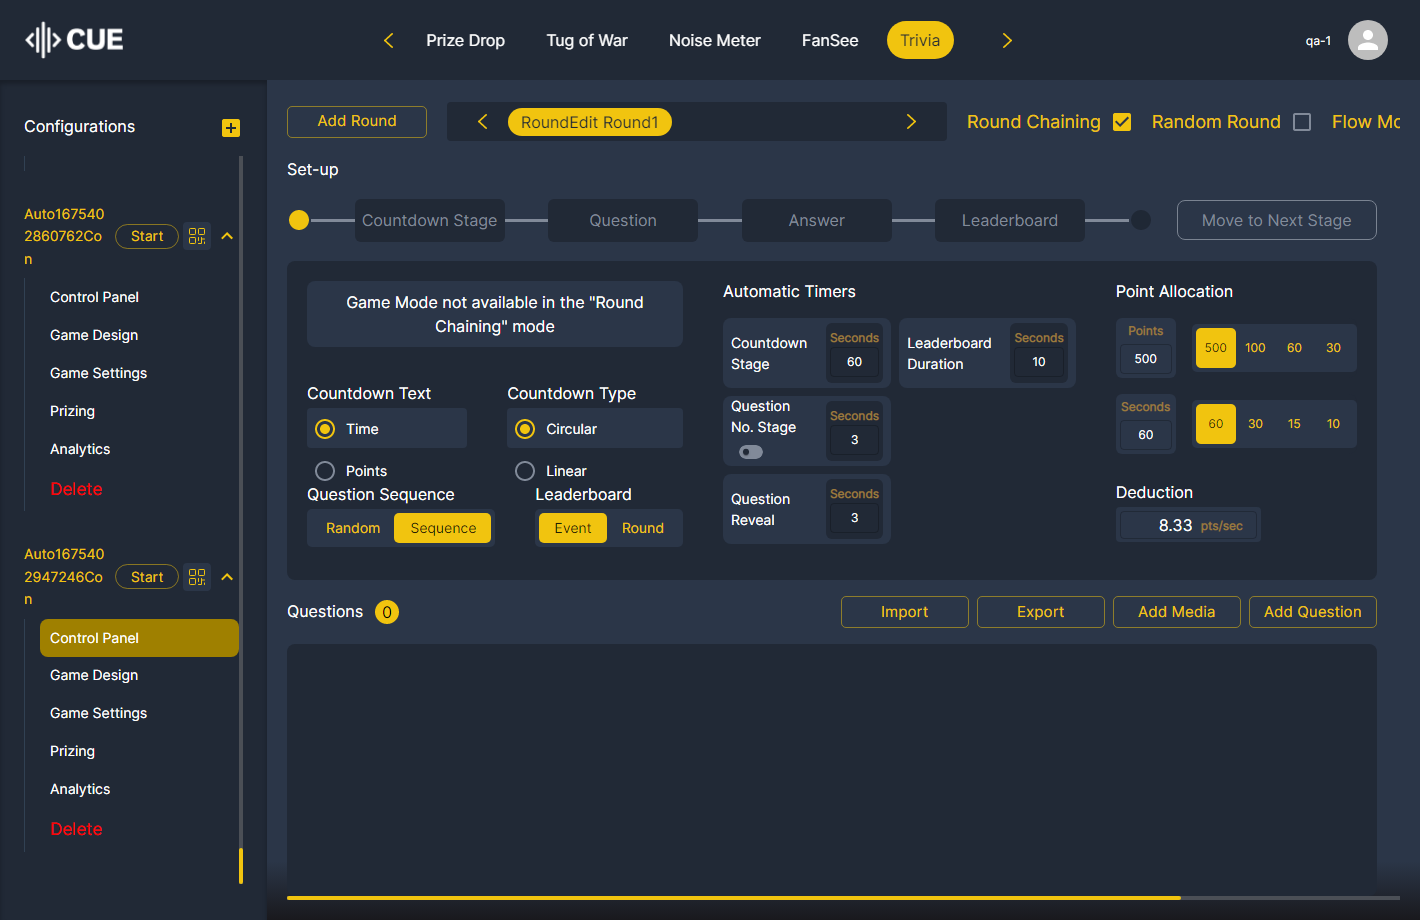 CUE
Prize Drop
Tug of War
Noise Meter
FanSee
Trivia
qa-1
Configurations
Auto167540
2860762Co
n
Start
Control Panel
Game Design
Game Settings
Prizing
Analytics
Delete
Auto167540
2947246Co
n
Start
Control Panel
Game Design
Game Settings
Prizing
Analytics
Delete
Add Round
RoundEdit Round1
Round Chaining
Random Round
Flow Mo
Set-up
Countdown Stage
Question
Answer
Leaderboard
Move to Next Stage
Game Mode not available in the "Round
Chaining" mode
Countdown Text
Time
Points
Countdown Type
Circular
Linear
Question Sequence
Random
Sequence
Leaderboard
Event
Round
Automatic Timers
Countdown
Stage
Seconds
60
Leaderboard
Duration
Seconds
10
Question
No. Stage
Seconds
3
Question
Reveal
Seconds
3
Point Allocation
Points
500
500
100
60
30
Seconds
60
60
30
15
10
Deduction
8.33 pts/sec
Questions 0
Import
Export
Add Media
Add Question